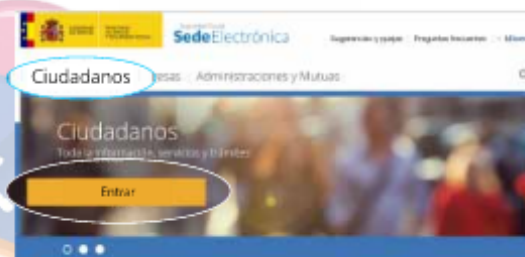 SedeElectrónica
Sugerencias y quejas Preguntas frecuentes
Ciudadanos Administraciones y Mutuas
Ciudadanos
Toda la información, servicios y trámites
Entrar